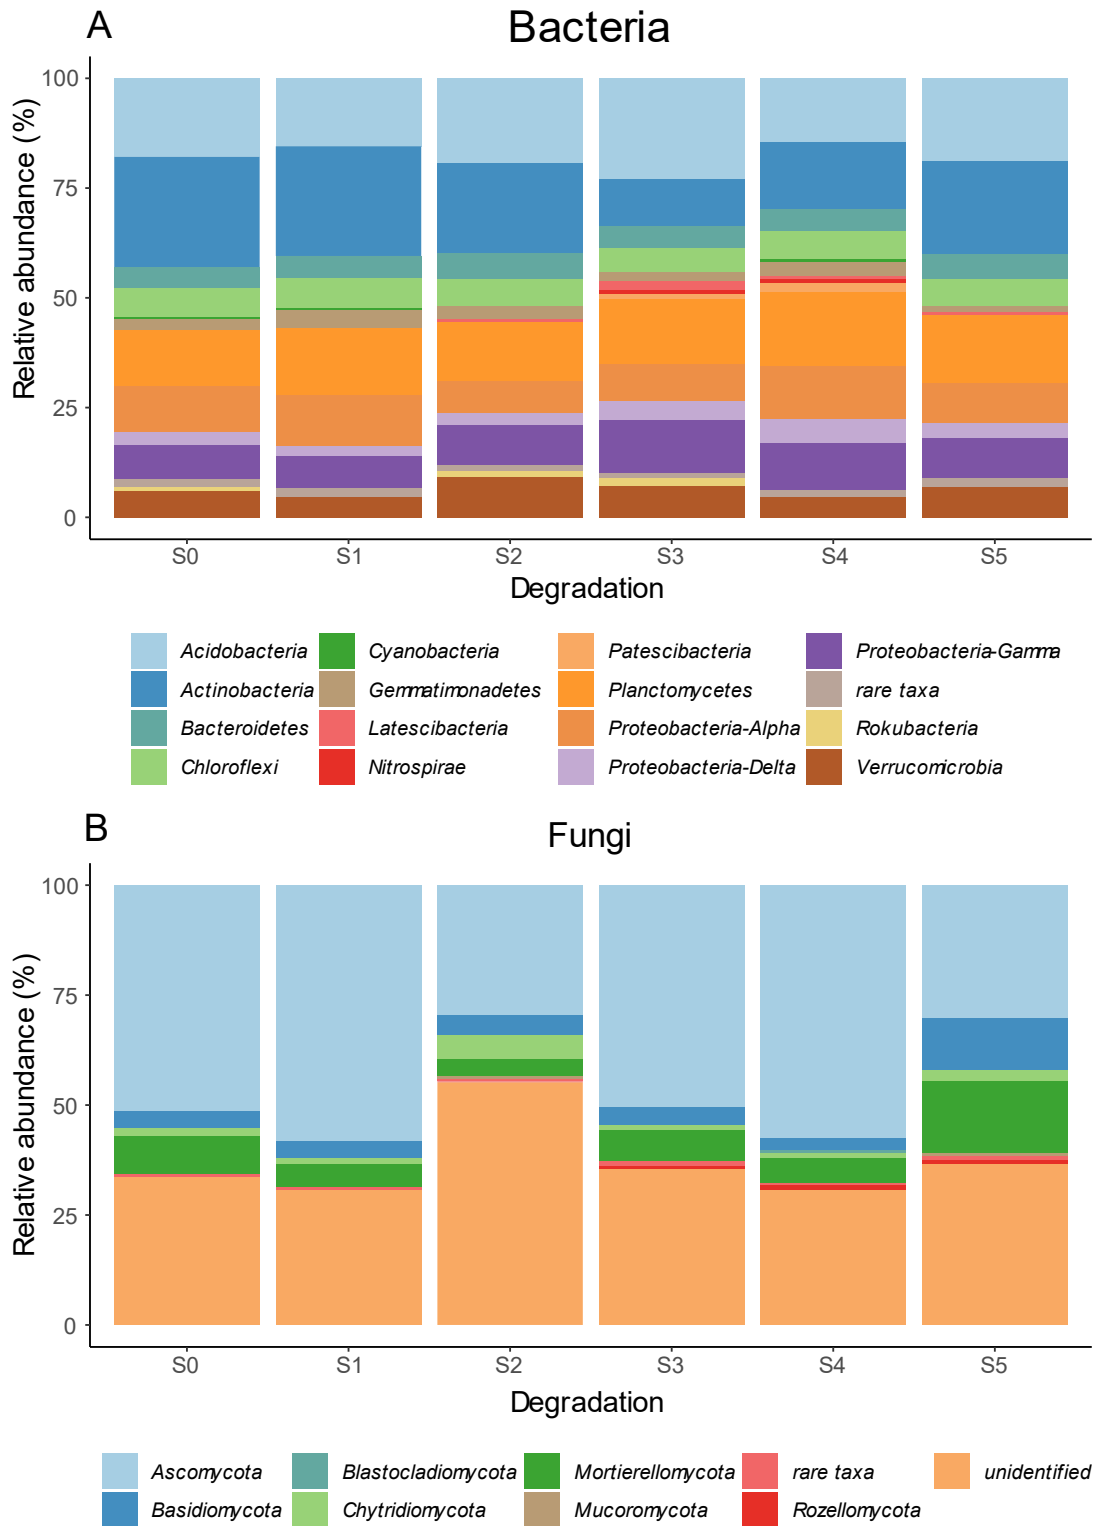 A
Bacteria
Relative abundance (%)
100
75
50
25
0
S0 S1 S2 S3 S4 S5
Degradation
Acidobacteria Cyanobacteria Patescibacteria Proteobacteria-Gamma
Actinobacteria Gemmatimonadetes Planctomycetes rare taxa
Bacteroidetes Latescibacteria Proteobacteria-Alpha Rokubacteria
Chloroflexi Nitrospirae Proteobacteria-Delta Verrucomicrobia
B
Fungi
Relative abundance (%)
100
75
50
25
0
S0 S1 S2 S3 S4 S5
Degradation
Ascomycota Blastocladiomycota Mortierellomycota rare taxa unidentified
Basidiomycota Chytridiomycota Mucoromycota Rozellomycota